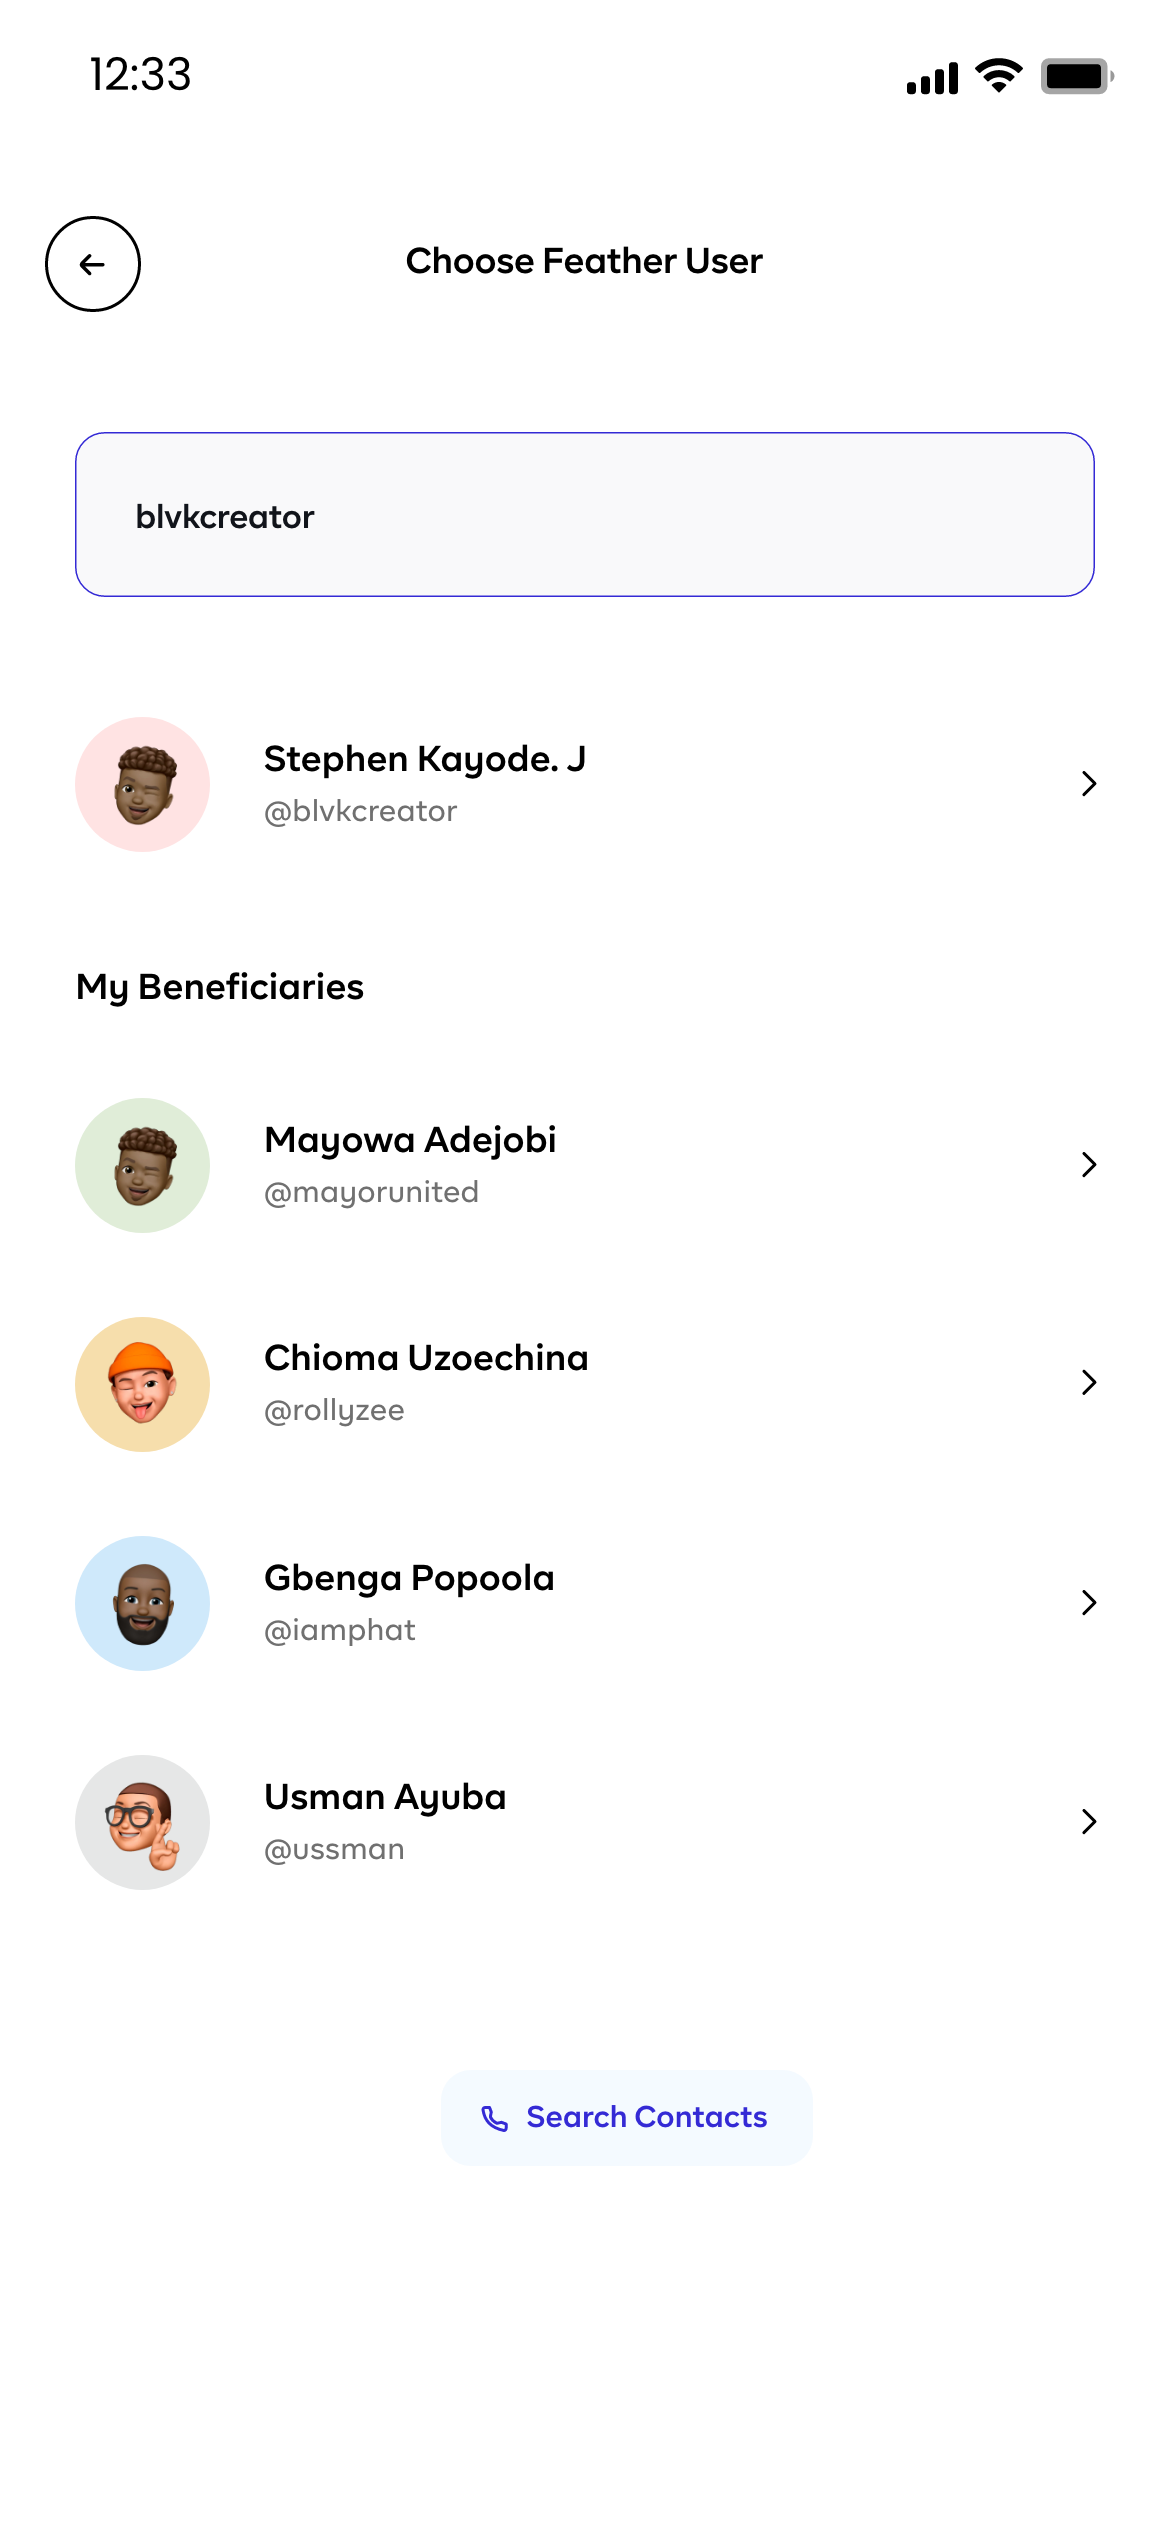 12:33
Choose Feather User
blvkcreator
Stephen Kayode. J
@blvkcreator
My Beneficiaries
Mayowa Adejobi
@mayorunited
Chioma Uzoechina
@rollyzee
Gbenga Popoola
@iamphat
Usman Ayuba
@ussman
Search Contacts